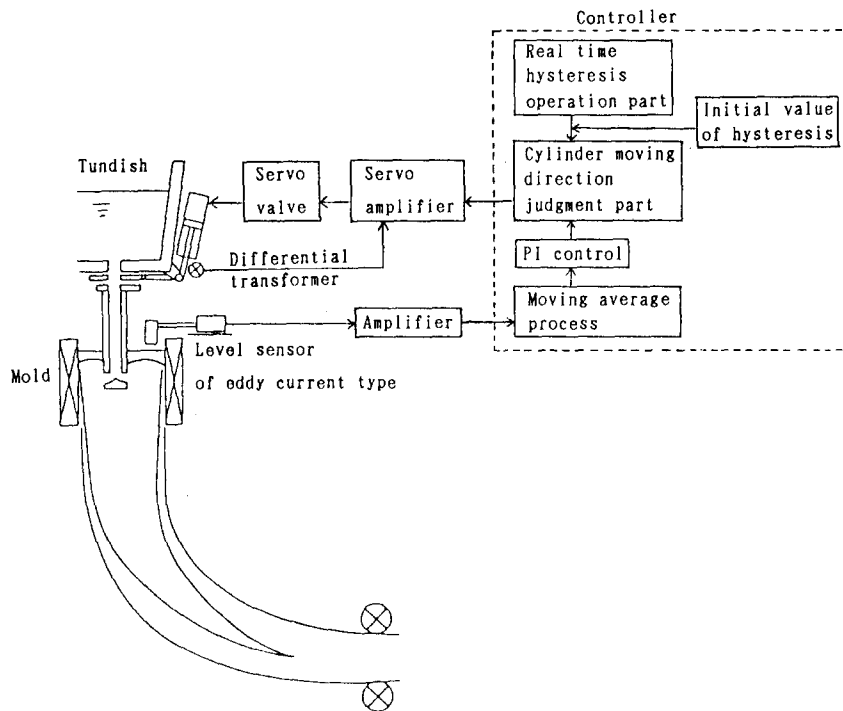 Controller
Real time
hysteresis
operation part
Initial value
of hysteresis
Tundish
Servo
valve
Servo
amplifier
Cylinder moving
direction
judgment part
Differential
transformer
PI control
Moving average
process
Amplifier
Level sensor
of eddy current type
Mold